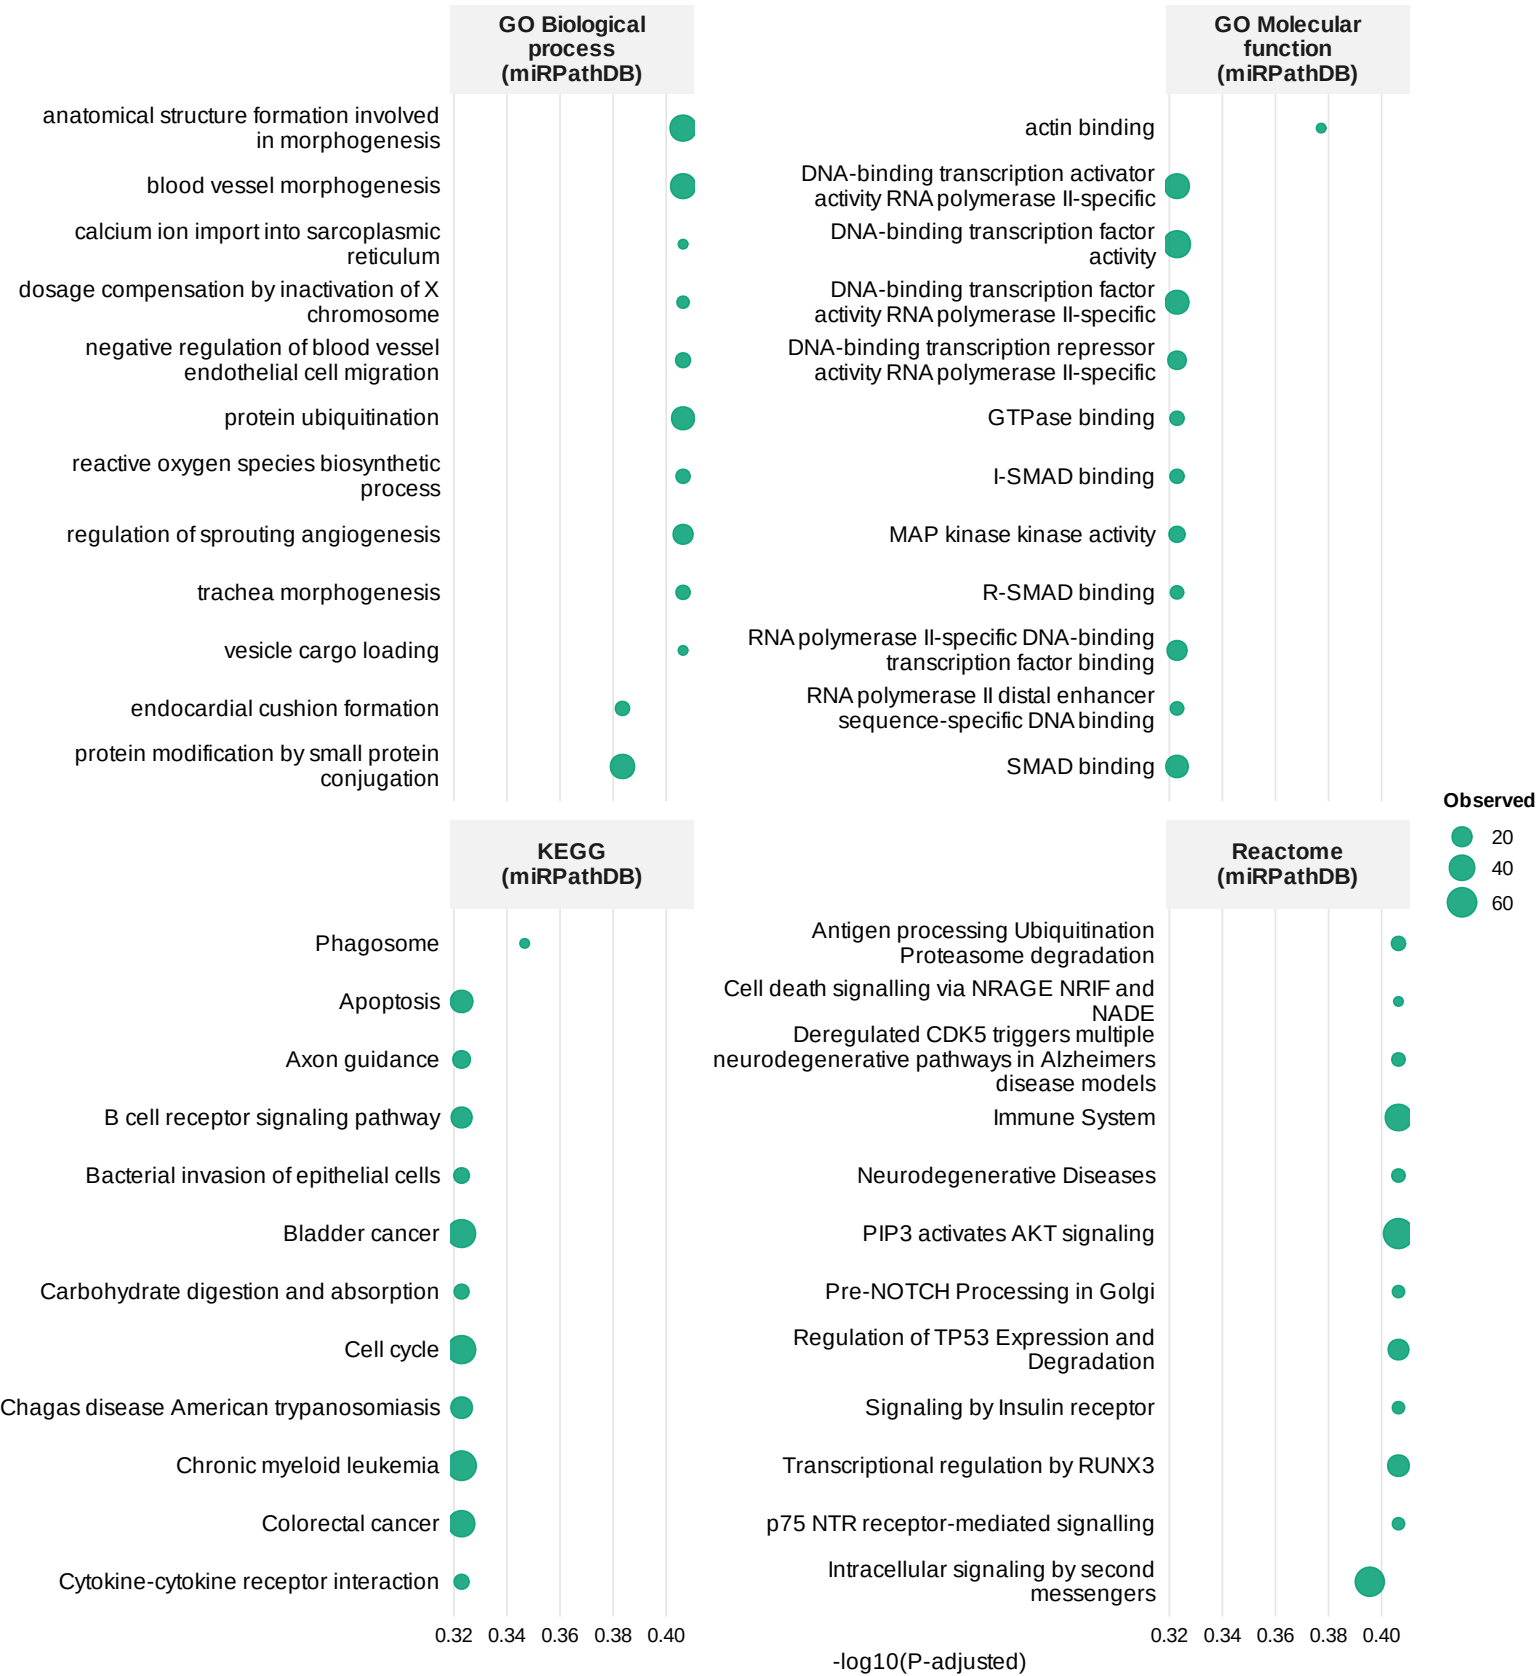 GO Biological
process
(miRPathDB)
anatomical structure formation involved
in morphogenesis
blood vessel morphogenesis
calcium ion import into sarcoplasmic
reticulum
dosage compensation by inactivation of X
chromosome
negative regulation of blood vessel
endothelial cell migration
protein ubiquitination
reactive oxygen species biosynthetic
process
regulation of sprouting angiogenesis
trachea morphogenesis
vesicle cargo loading
endocardial cushion formation
protein modification by small protein
conjugation
GO Molecular
function
(miRPathDB)
actin binding
DNA-binding transcription activator
activity RNA polymerase II-specific
DNA-binding transcription factor
activity
DNA-binding transcription factor
activity RNA polymerase II-specific
DNA-binding transcription repressor
activity RNA polymerase II-specific
GTPase binding
I-SMAD binding
MAP kinase kinase activity
R-SMAD binding
RNA polymerase II-specific DNA-binding
transcription factor binding
RNA polymerase II distal enhancer
sequence-specific DNA binding
SMAD binding
KEGG
(miRPathDB)
Phagosome
Apoptosis
Axon guidance
B cell receptor signaling pathway
Bacterial invasion of epithelial cells
Bladder cancer
Carbohydrate digestion and absorption
Cell cycle
Chagas disease American trypanosomiasis
Chronic myeloid leukemia
Colorectal cancer
Cytokine-cytokine receptor interaction
0.32 0.34 0.36 0.38 0.40
Reactome
(miRPathDB)
Antigen processing Ubiquitination
Proteasome degradation
Cell death signalling via NRAGE NRIF and
NADE
Deregulated CDK5 triggers multiple
neurodegenerative pathways in Alzheimers
disease models
Immune System
Neurodegenerative Diseases
PIP3 activates AKT signaling
Pre-NOTCH Processing in Golgi
Regulation of TP53 Expression and
Degradation
Signaling by Insulin receptor
Transcriptional regulation by RUNX3
p75 NTR receptor-mediated signalling
Intracellular signaling by second
messengers
0.32 0.34 0.36 0.38 0.40
-log10(P-adjusted)
Observed
20
40
60